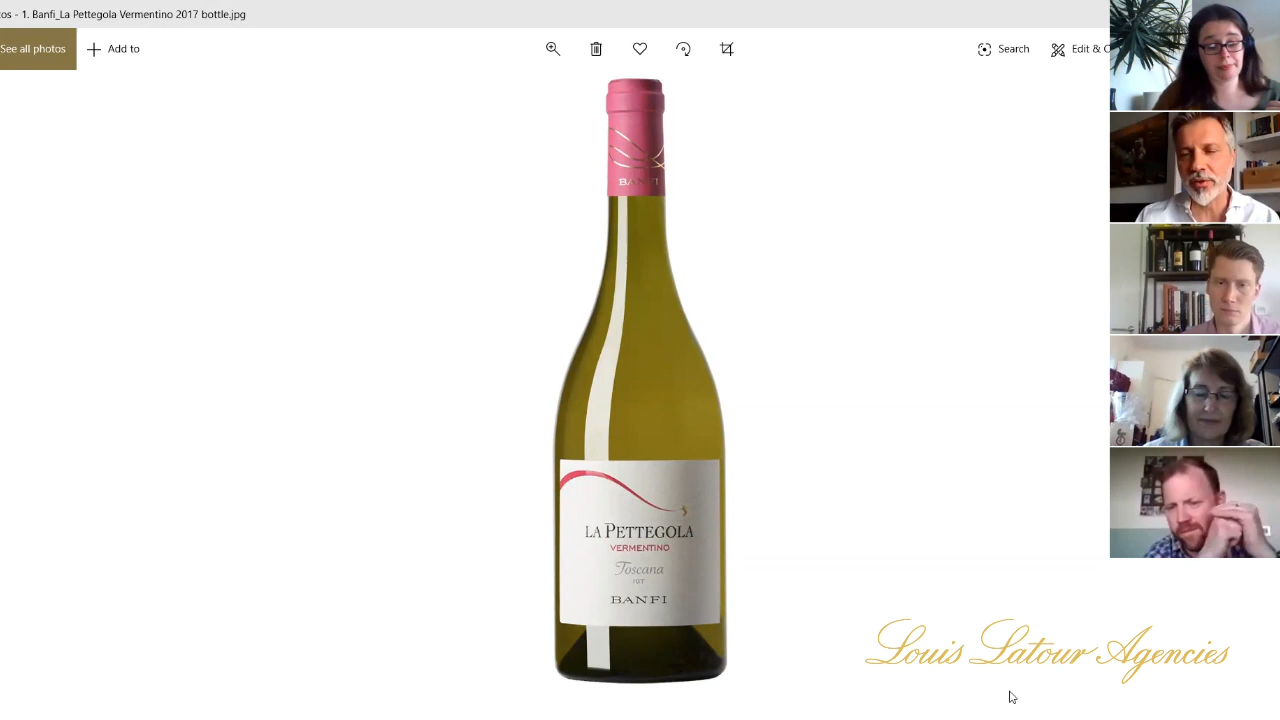 os - 1. Banfi_La Pettegola Vermentino 2017 bottle.jpg
See all photos
Add to
Search
Edit & C
BANFI
LA PETTEGOLA
VERMENTINO
Toscana
IGT
BANFI
Louis Latour Agencies